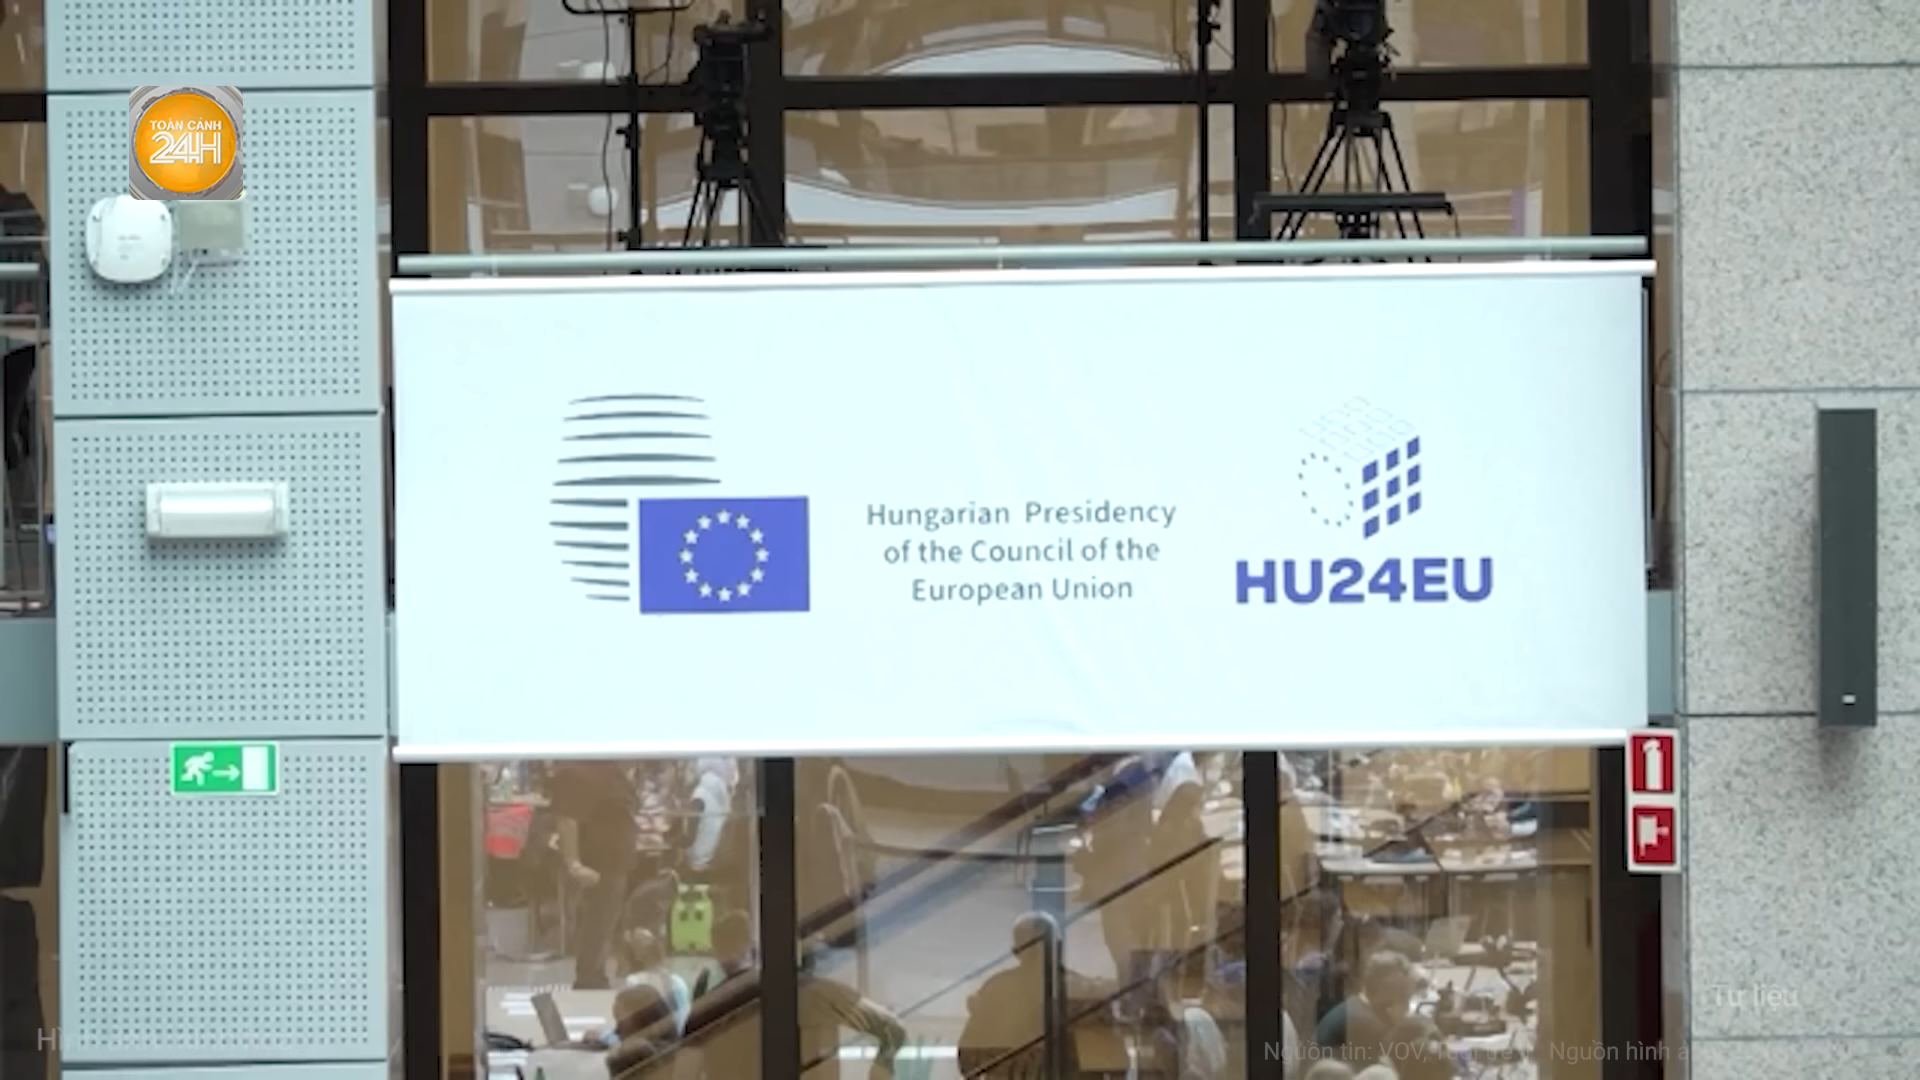 TOÀN CẢNH
24H
Hungarian Presidency
of the Council of the
European Union
HU24EU
Tư liệu
Nguồn tin: VOV, Nguồn hình